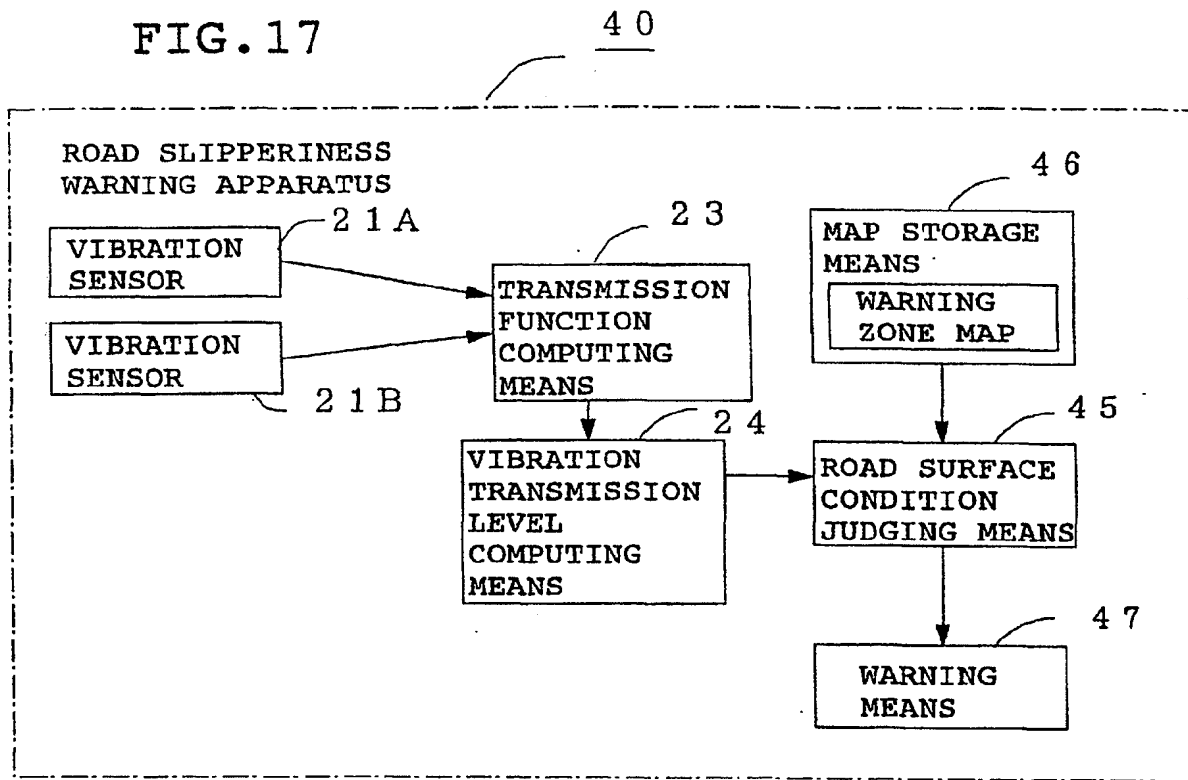 FIG.17
40
ROAD SLIPPERINESS
WARNING APPARATUS
21A
VIBRATION
SENSOR
VIBRATION
SENSOR
21B
23
TRANSMISSION
FUNCTION
COMPUTING
MEANS
24
VIBRATION
TRANSMISSION
LEVEL
COMPUTING
MEANS
46
MAP STORAGE
MEANS
WARNING
ZONE MAP
45
ROAD SURFACE
CONDITION
JUDGING MEANS
47
WARNING
MEANS